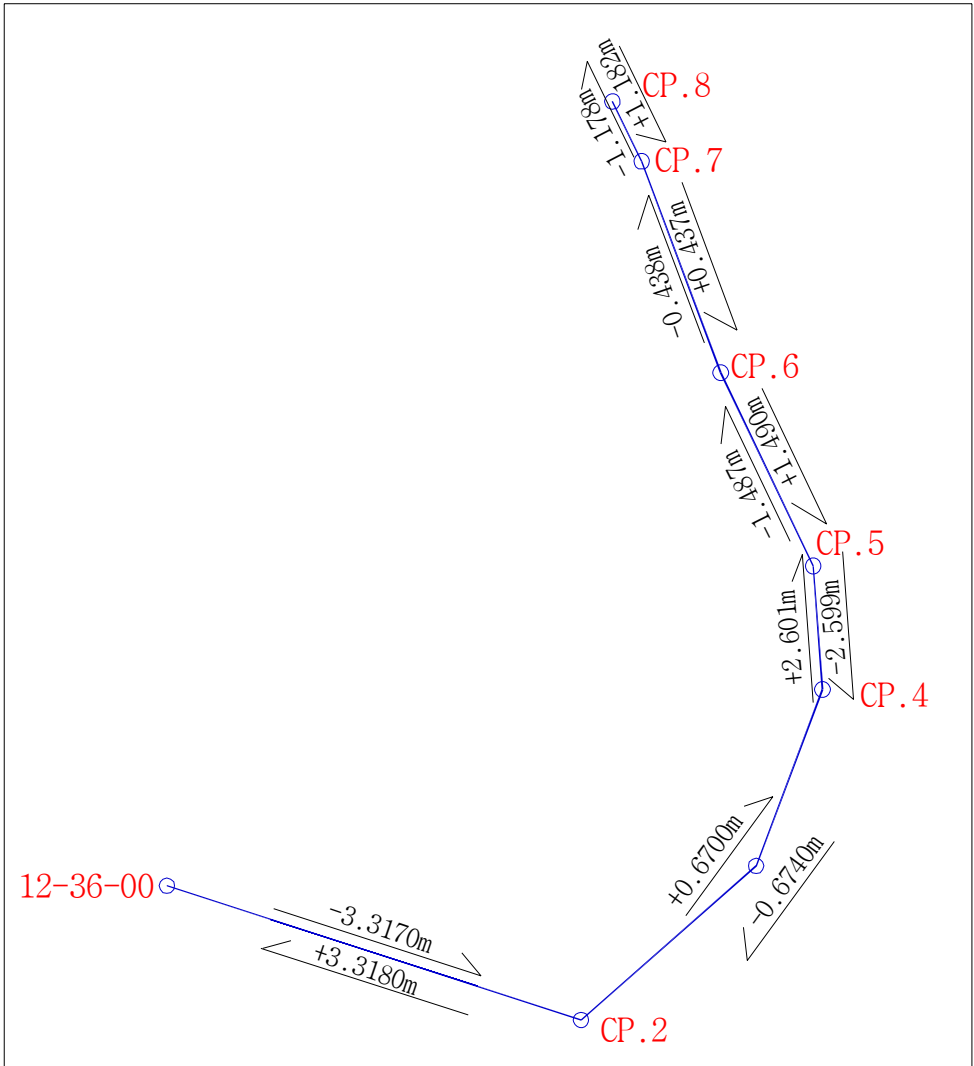 CP.8
+1.182m
-1.178m
CP.7
+0.437m
-0.438m
CP.6
+1.490m
-1.487m
CP.5
+2.601m
-2.599m
CP.4
+0.6700m
-0.6740m
12-36-00
-3.3170m
+3.3180m
CP.2